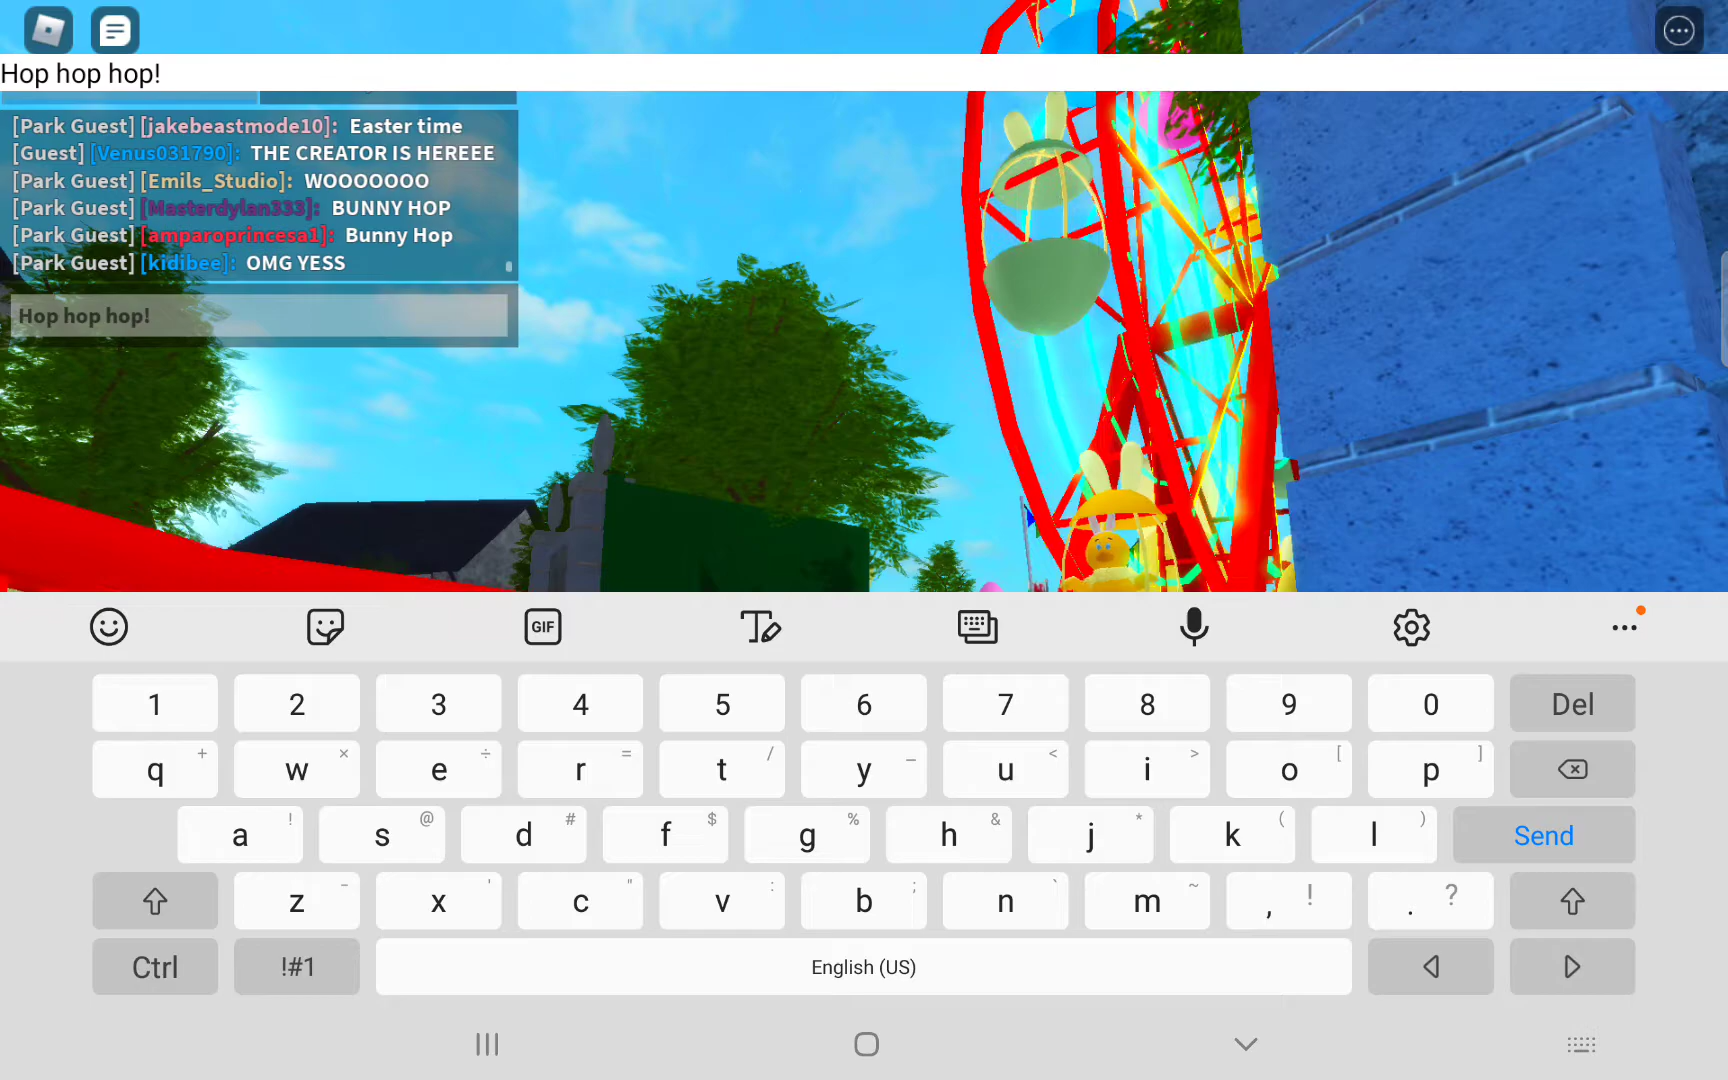 Hop hop hop!
[Park Guest] [jakebeastmode10]: Easter time
[Guest] [Venus031790]: THE CREATOR IS HEREEE
[Park Guest] [Emils_Studio]: WOOOOOOO
[Park Guest] [Masterdylan333]: BUNNY HOP
[Park Guest] [amparoprincesa1]: Bunny Hop
[Park Guest] [kidibee]: OMG YESS
Hop hop hop!
GIF
1 2 3 4 5 6 7 8 9 0 Del
q + w × e ÷ r = t / y _ u < i > o [ p ]
a ! s @ d # f $ g % h & j * k ( l ) Send
z - x ' c " v : b ; n ` m ~ , ! . ?
Ctrl !#1 English (US)